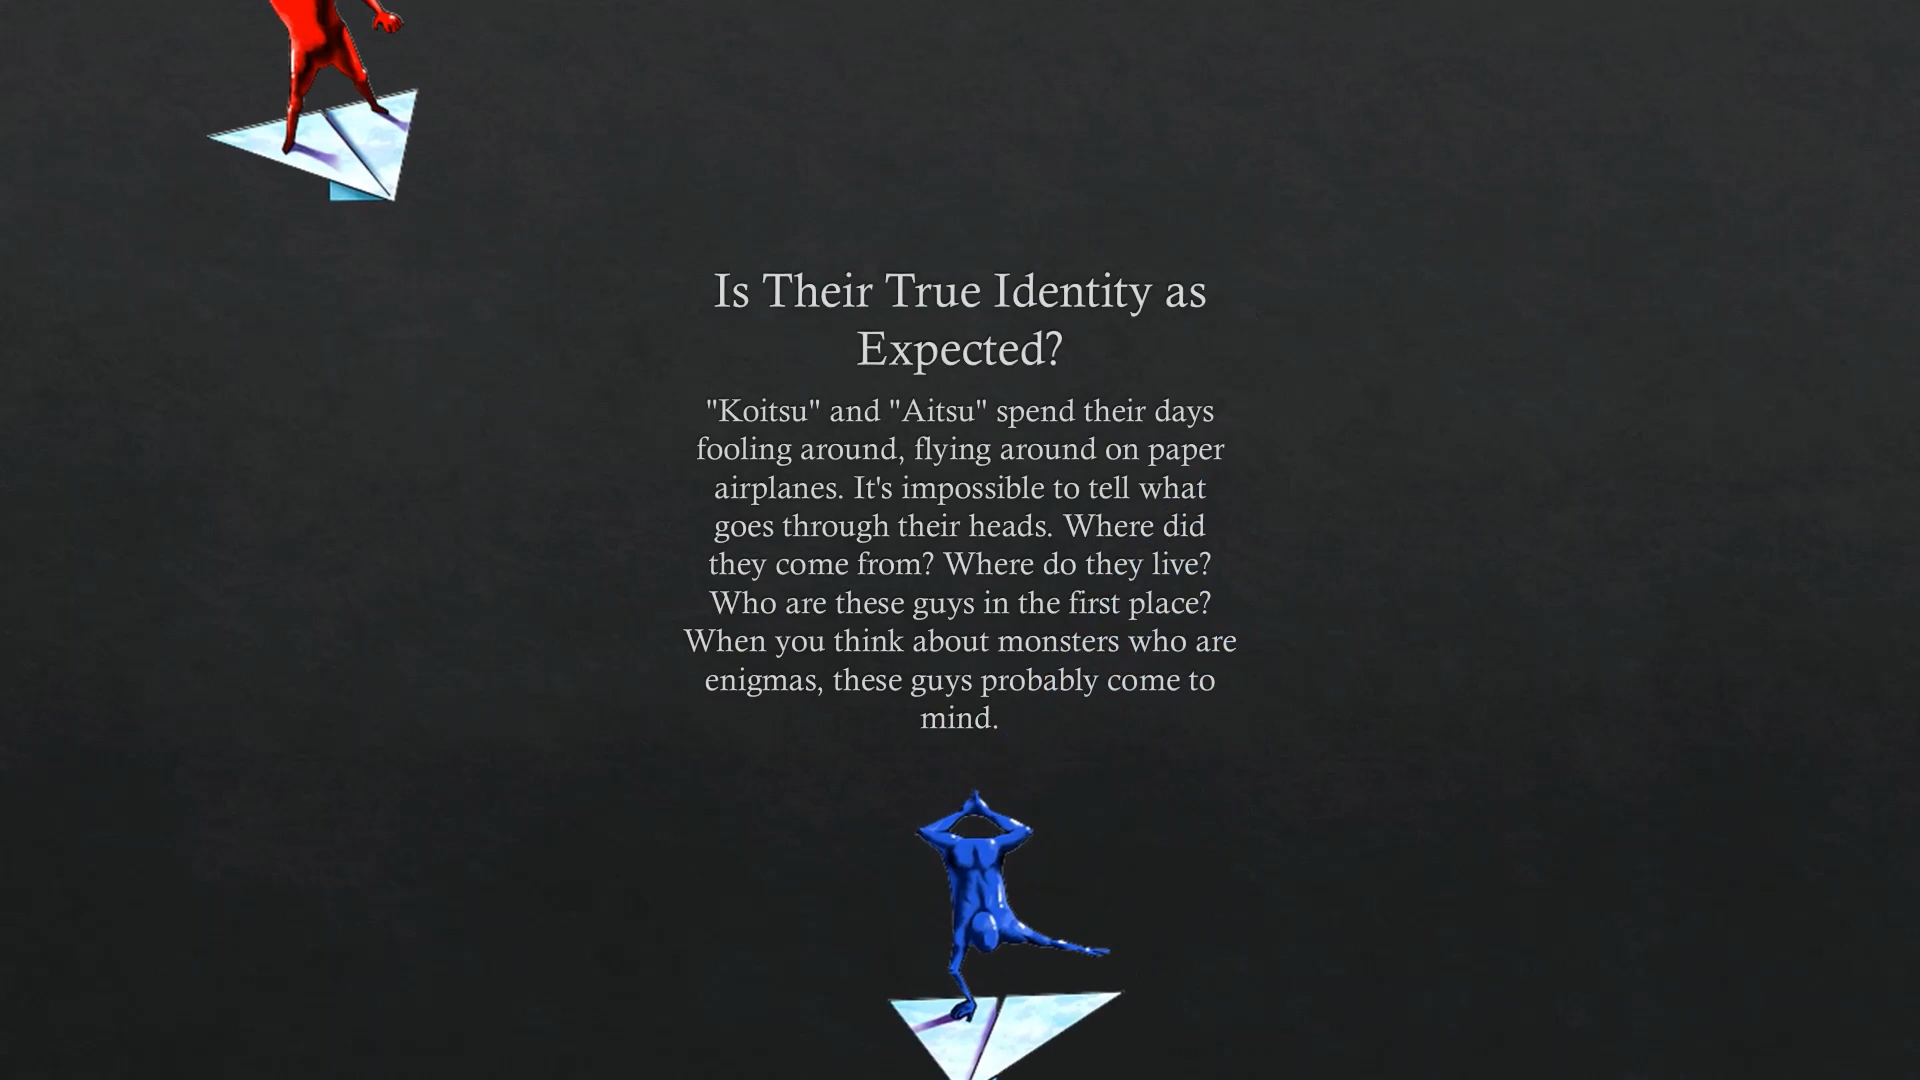 Is Their True Identity as
Expected?
"Koitsu" and "Aitsu" spend their days
fooling around, flying around on paper
airplanes. It's impossible to tell what
goes through their heads. Where did
they come from? Where do they live?
Who are these guys in the first place?
When you think about monsters who are
enigmas, these guys probably come to
mind.